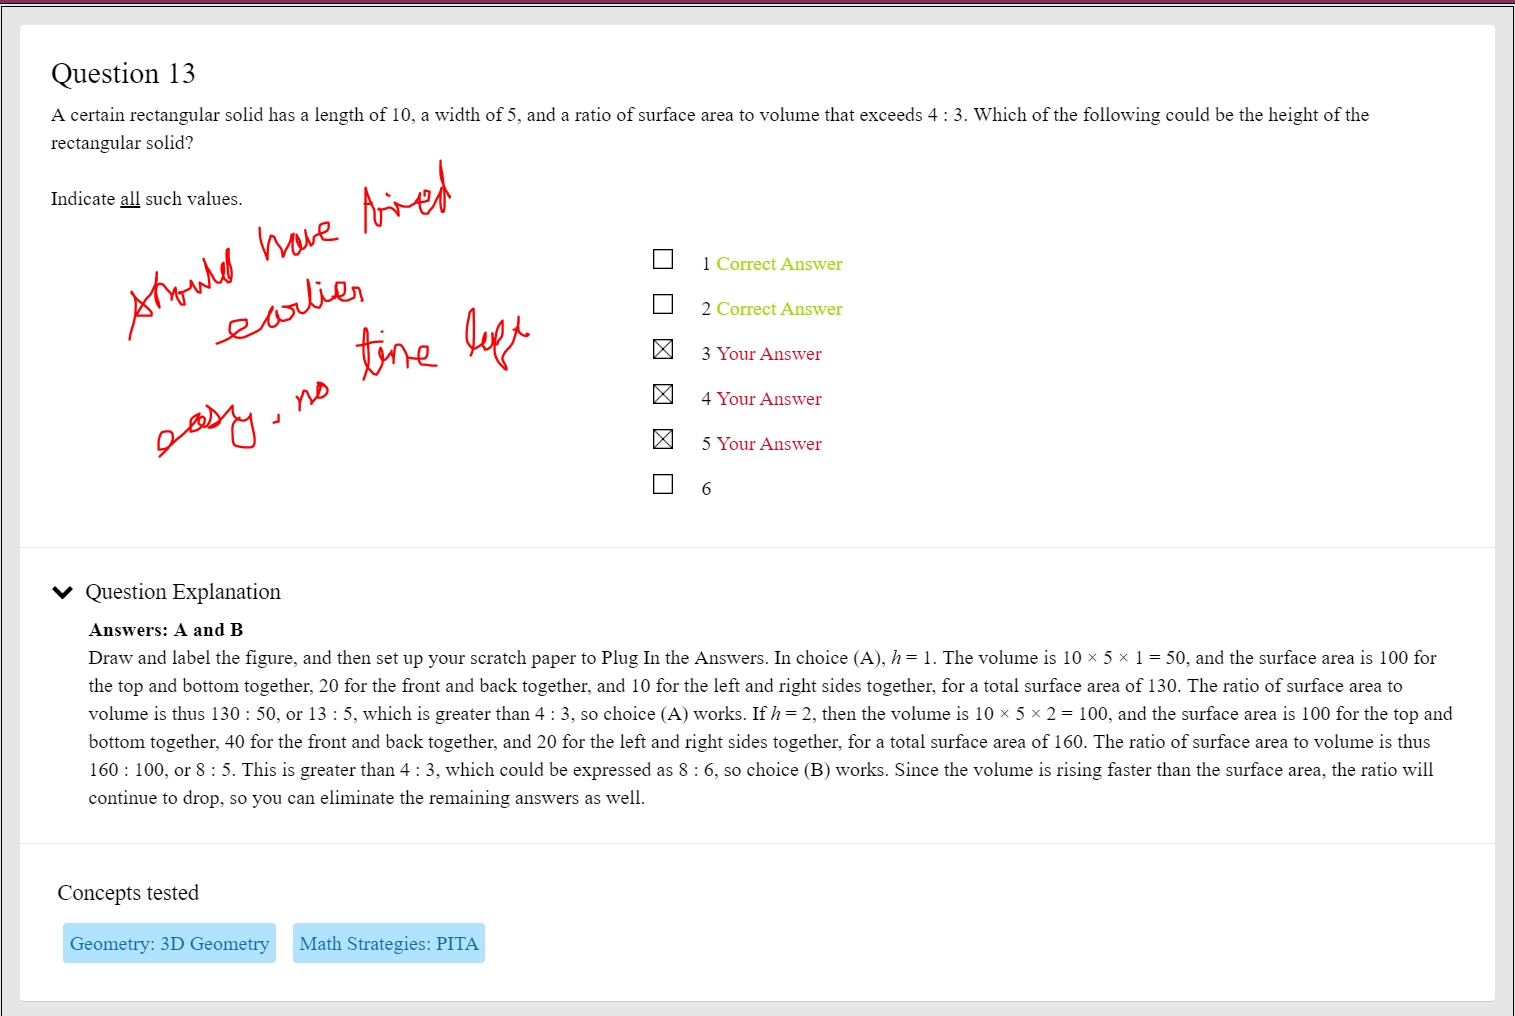 Question 13
A certain rectangular solid has a length of 10, a width of 5, and a ratio of surface area to volume that exceeds 4 : 3. Which of the following could be the height of the
rectangular solid?
Indicate all such values.
should have tired
earlier
easy, no time left
1 Correct Answer
2 Correct Answer
3 Your Answer
4 Your Answer
5 Your Answer
6
Question Explanation
Answers: A and B
Draw and label the figure, and then set up your scratch paper to Plug In the Answers. In choice (A), h = 1. The volume is 10 × 5 × 1 = 50, and the surface area is 100 for
the top and bottom together, 20 for the front and back together, and 10 for the left and right sides together, for a total surface area of 130. The ratio of surface area to
volume is thus 130 : 50, or 13 : 5, which is greater than 4 : 3, so choice (A) works. If h = 2, then the volume is 10 × 5 × 2 = 100, and the surface area is 100 for the top and
bottom together, 40 for the front and back together, and 20 for the left and right sides together, for a total surface area of 160. The ratio of surface area to volume is thus
160 : 100, or 8 : 5. This is greater than 4 : 3, which could be expressed as 8 : 6, so choice (B) works. Since the volume is rising faster than the surface area, the ratio will
continue to drop, so you can eliminate the remaining answers as well.
Concepts tested
Geometry: 3D Geometry
Math Strategies: PITA